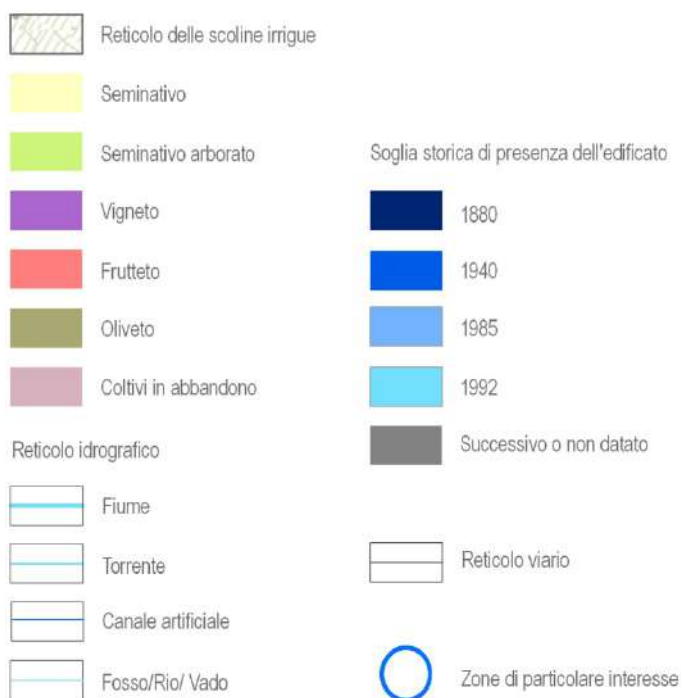 Reticolo delle scoline irrigue
Seminativo
Seminativo arborato
Vigneto
Frutteto
Oliveto
Coltivi in abbandono
Reticolo idrografico
Fiume
Torrente
Canale artificiale
Fosso/Rio/ Vado
Soglia storica di presenza dell'edificato
1880
1940
1985
1992
Successivo o non datato
Reticolo viario
Zone di particolare interesse